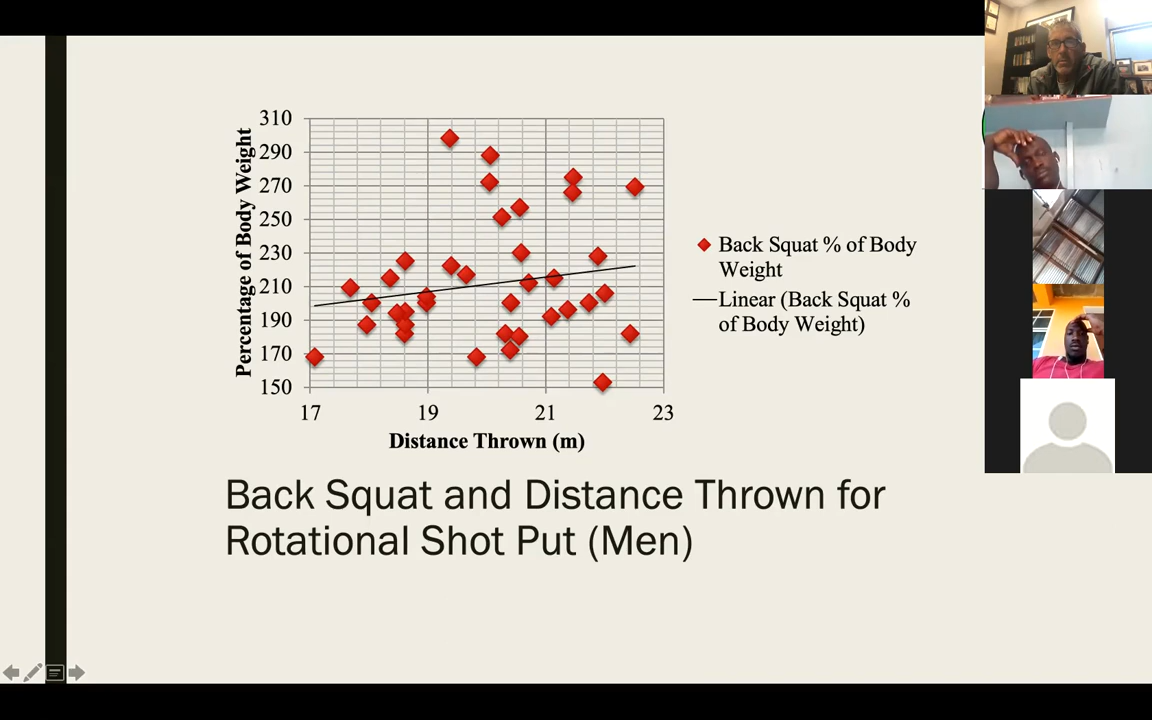 310
290
270
250
230
210
190
170
150
Percentage of Body Weight
17 19 21 23
Distance Thrown (m)
Back Squat % of Body
Weight
Linear (Back Squat %
of Body Weight)
Back Squat and Distance Thrown for
Rotational Shot Put (Men)